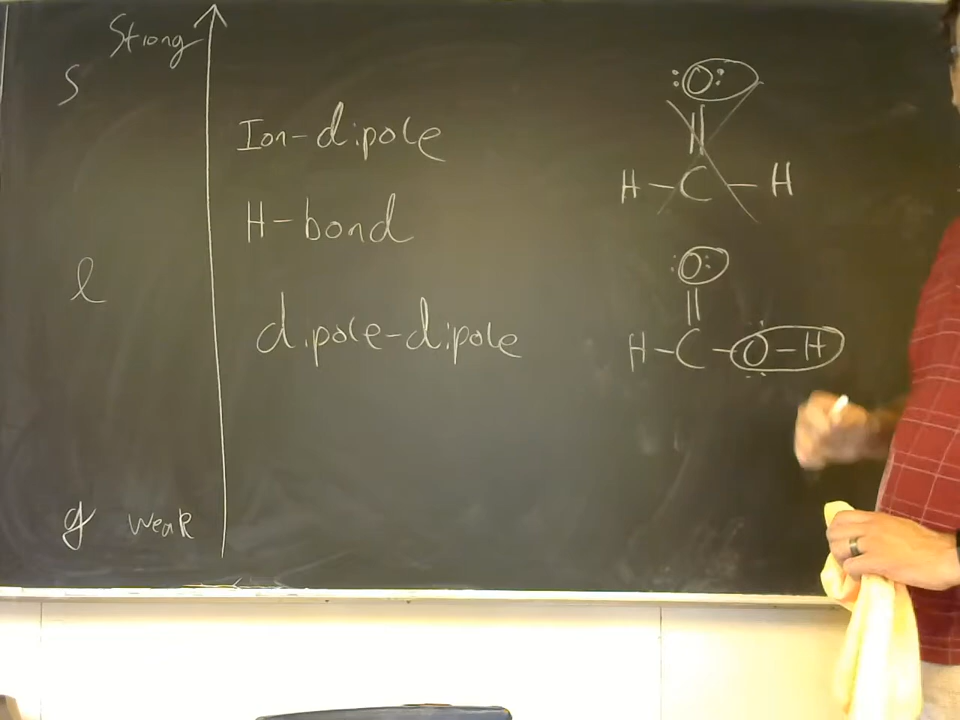 Strong
s
Ion-dipole
H-bond
l
dipole-dipole
g weak
:O:
||
H-C-H
:O:
||
H-C-O-H